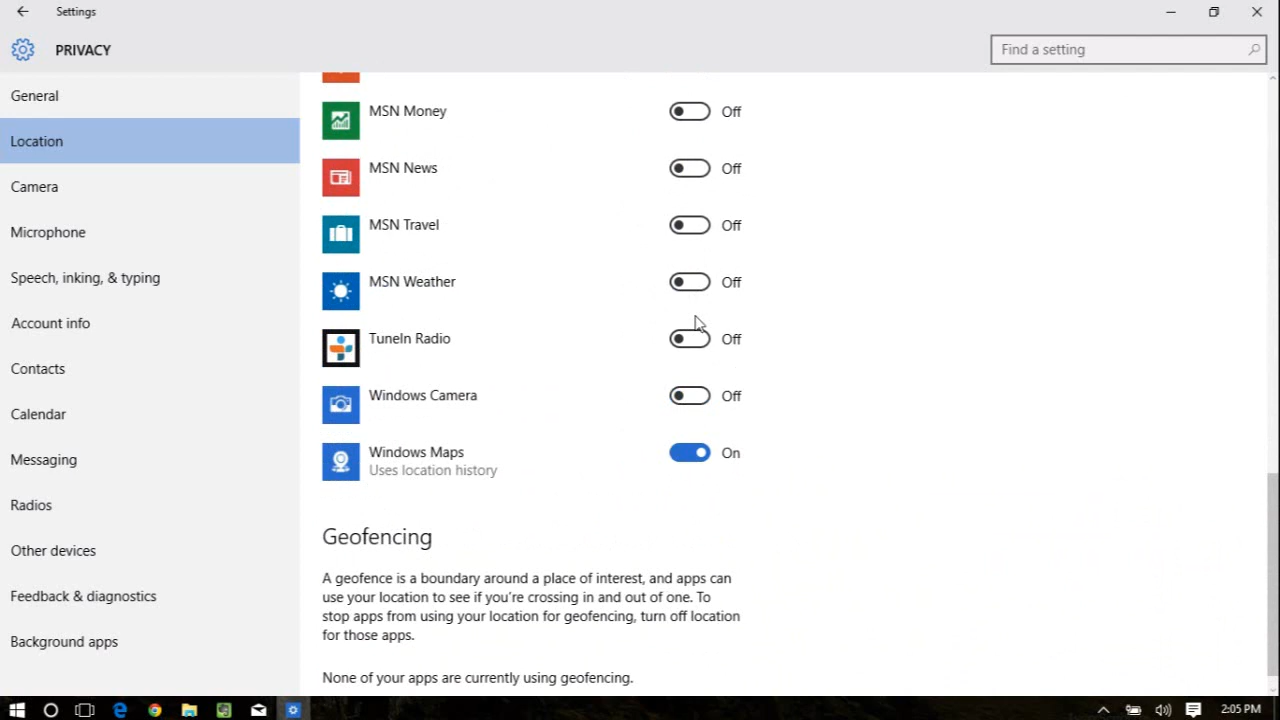 Settings
PRIVACY
Find a setting
General
Location
Camera
Microphone
Speech, inking, & typing
Account info
Contacts
Calendar
Messaging
Radios
Other devices
Feedback & diagnostics
Background apps
MSN Money Off
MSN News Off
MSN Travel Off
MSN Weather Off
TuneIn Radio Off
Windows Camera Off
Windows Maps On
Uses location history
Geofencing
A geofence is a boundary around a place of interest, and apps can
use your location to see if you're crossing in and out of one. To
stop apps from using your location for geofencing, turn off location
for those apps.
None of your apps are currently using geofencing.
2:05 PM